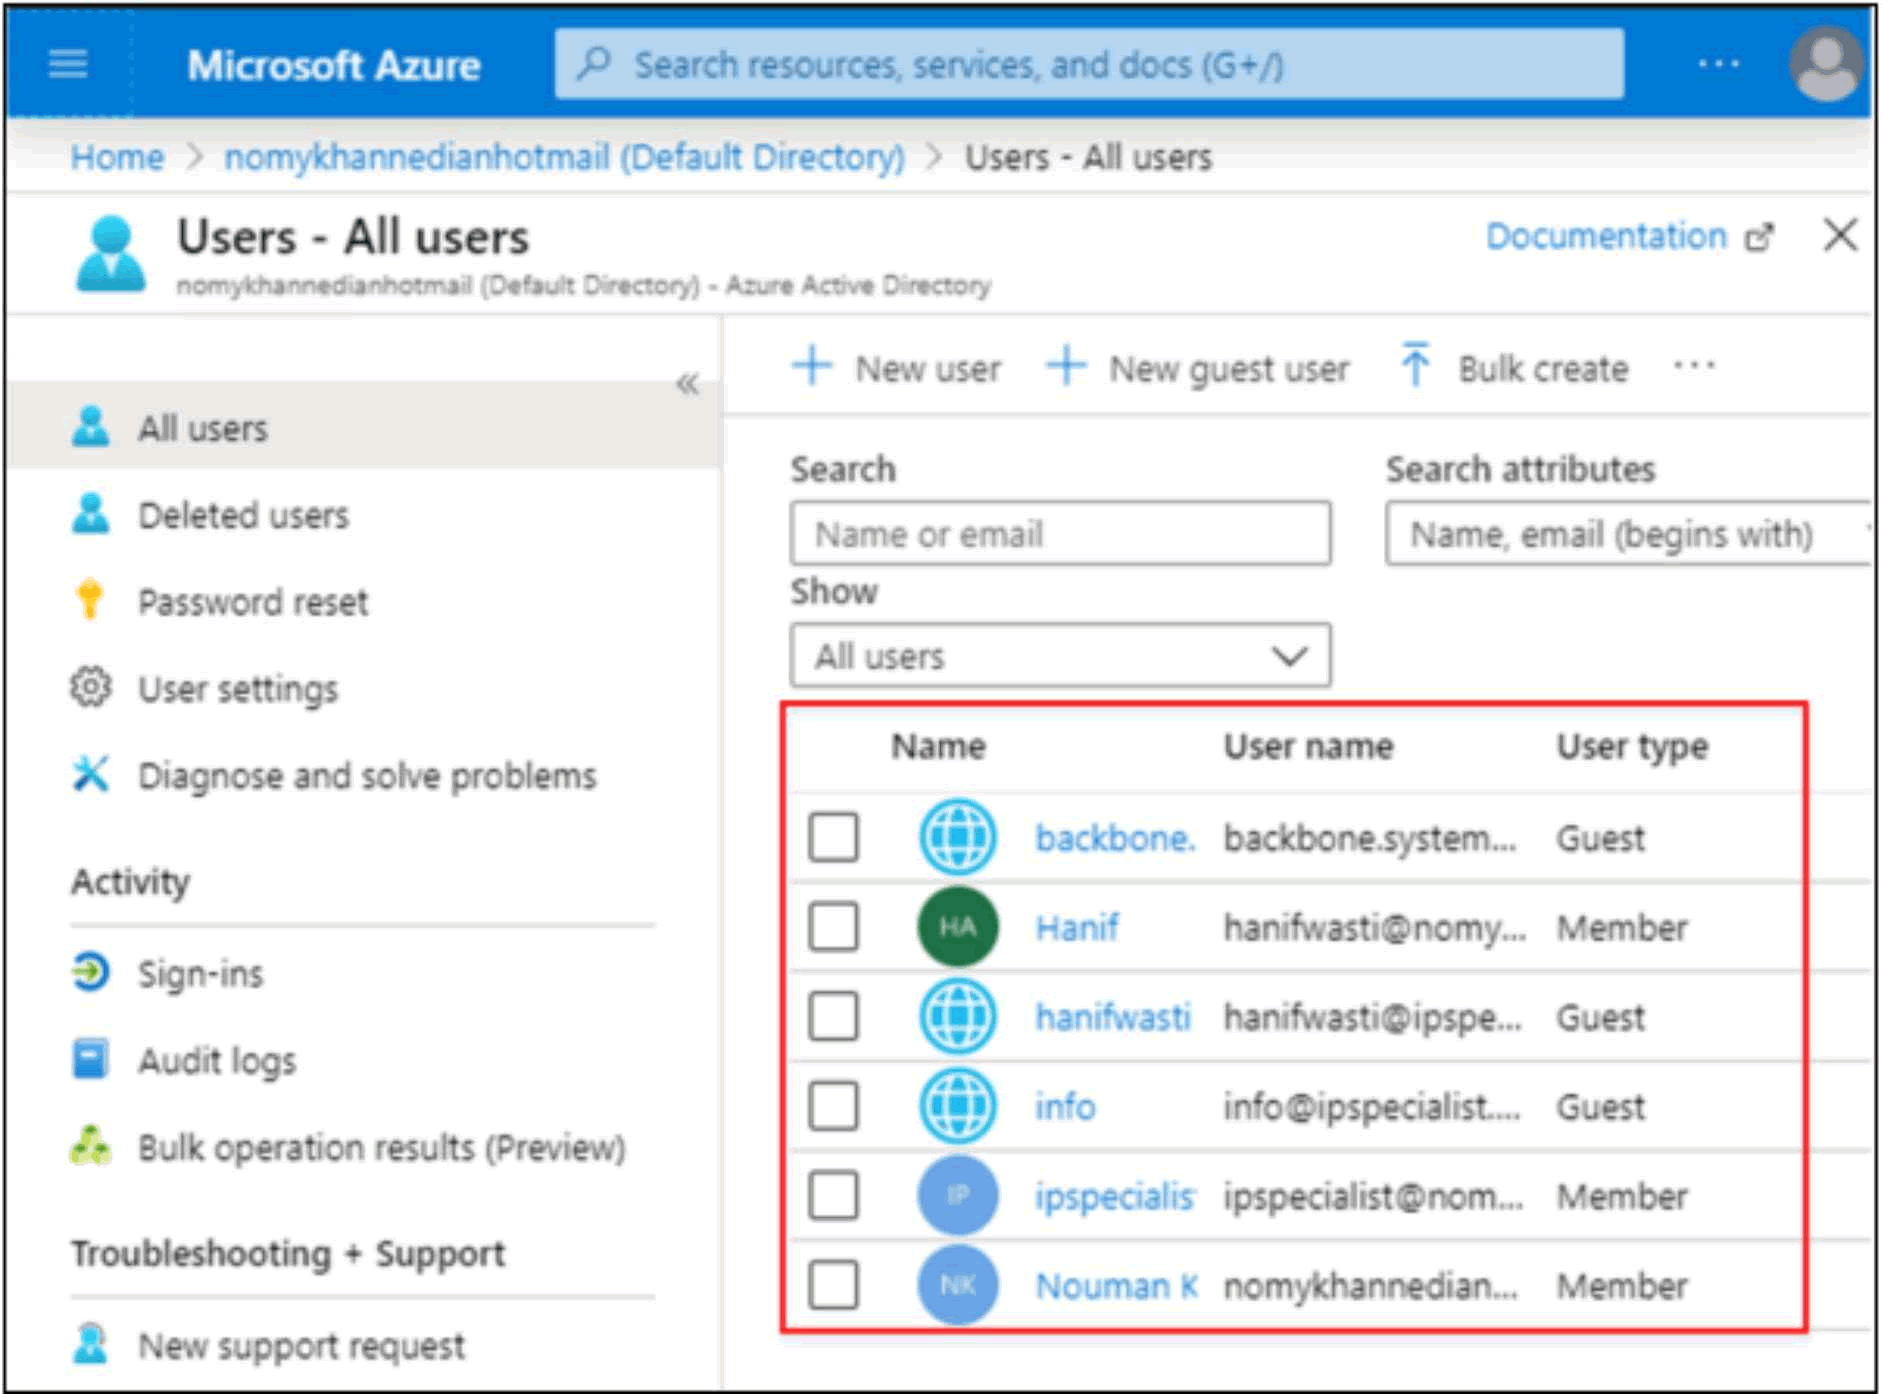 Microsoft Azure
Search resources, services, and docs (G+/)
...
Home > nomykhannedianhotmail (Default Directory) > Users - All users
Users - All users
nomykhannedianhotmail (Default Directory) - Azure Active Directory
Documentation
«
All users
Deleted users
Password reset
User settings
Diagnose and solve problems
Activity
Sign-ins
Audit logs
Bulk operation results (Preview)
Troubleshooting + Support
New support request
+ New user + New guest user Bulk create ...
Search Search attributes
Name or email Name, email (begins with)
Show
All users
Name User name User type
backbone. backbone.system... Guest
HA Hanif hanifwasti@nomy... Member
hanifwasti hanifwasti@ipspe... Guest
info info@ipspecialist.... Guest
IP ipspecialis ipspecialist@nom... Member
NK Nouman K nomykhannedian... Member